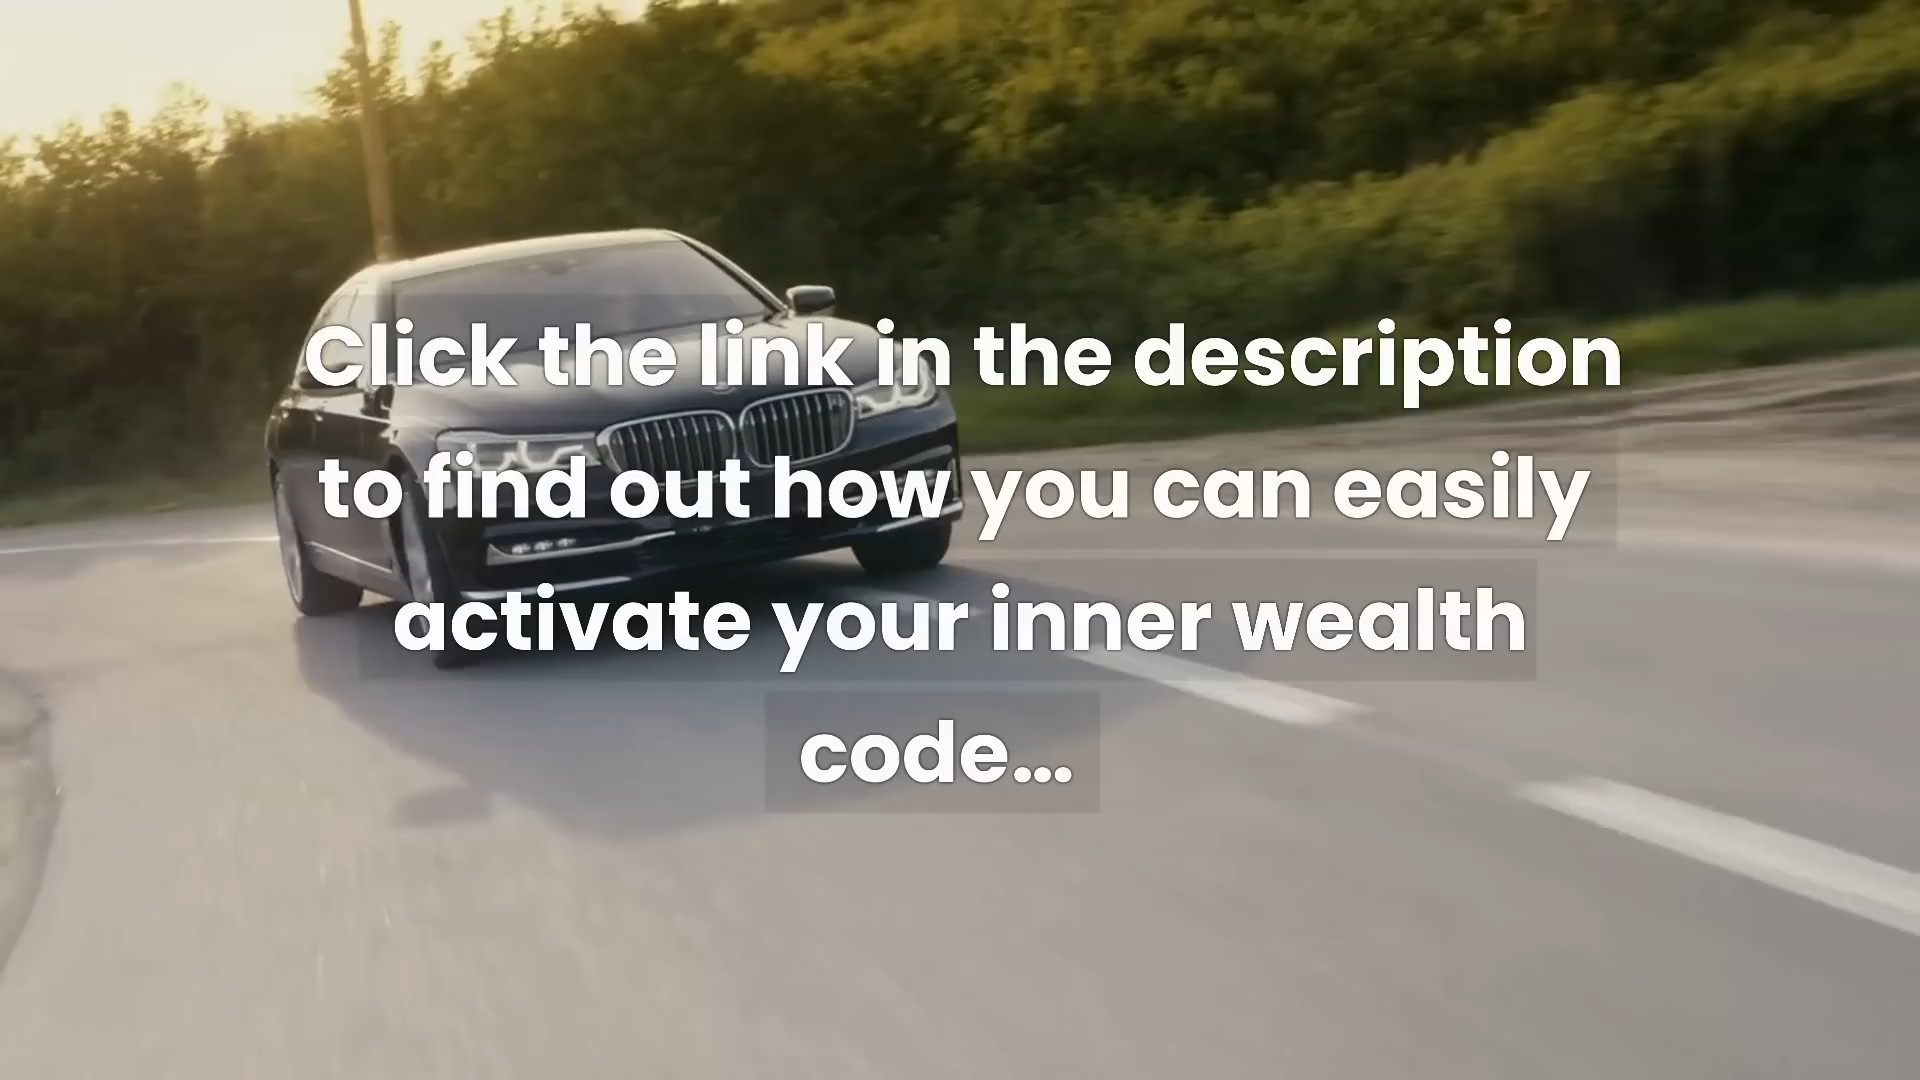 Click the link in the description
to find out how you can easily
activate your inner wealth
code...